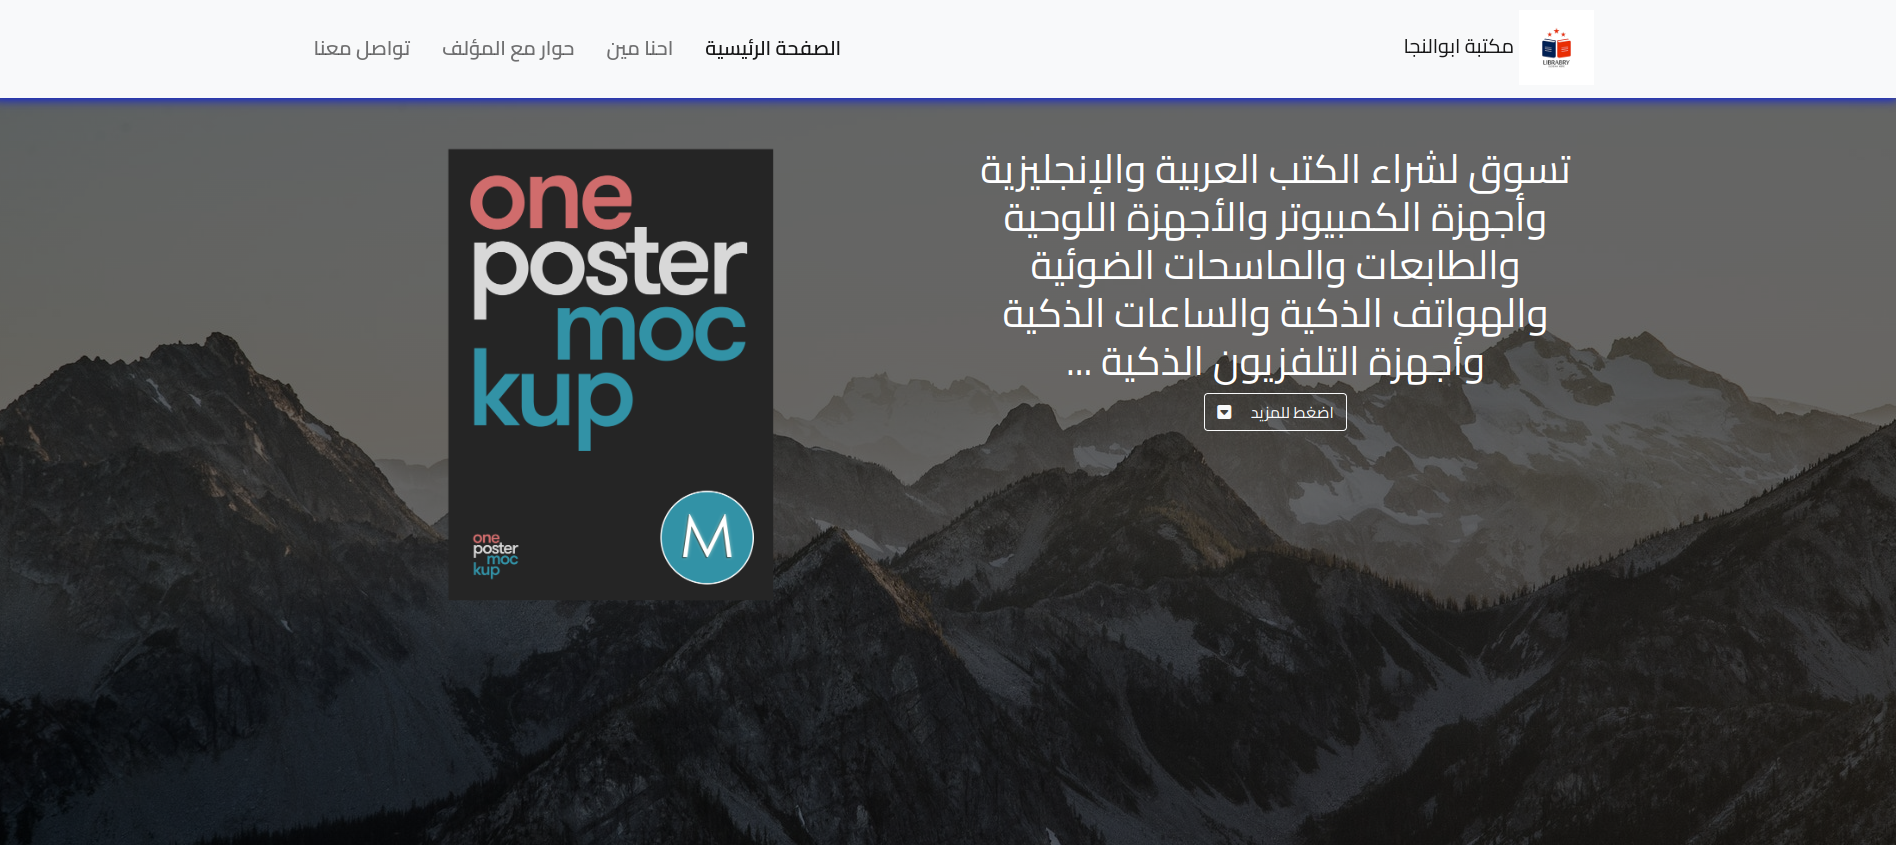 LIBRABRY
مكتبة ابوالنجا
الصفحة الرئيسية
احنا مين
حوار مع المؤلف
تواصل معنا
تسوق لشراء الكتب العربية والإنجليزية
وأجهزة الكمبيوتر والأجهزة اللوحية
والطابعات والماسحات الضوئية
والهواتف الذكية والساعات الذكية
وأجهزة التلفزيون الذكية ...
اضغط للمزيد
one
poster
moc
kup
one
poster
moc
kup
M